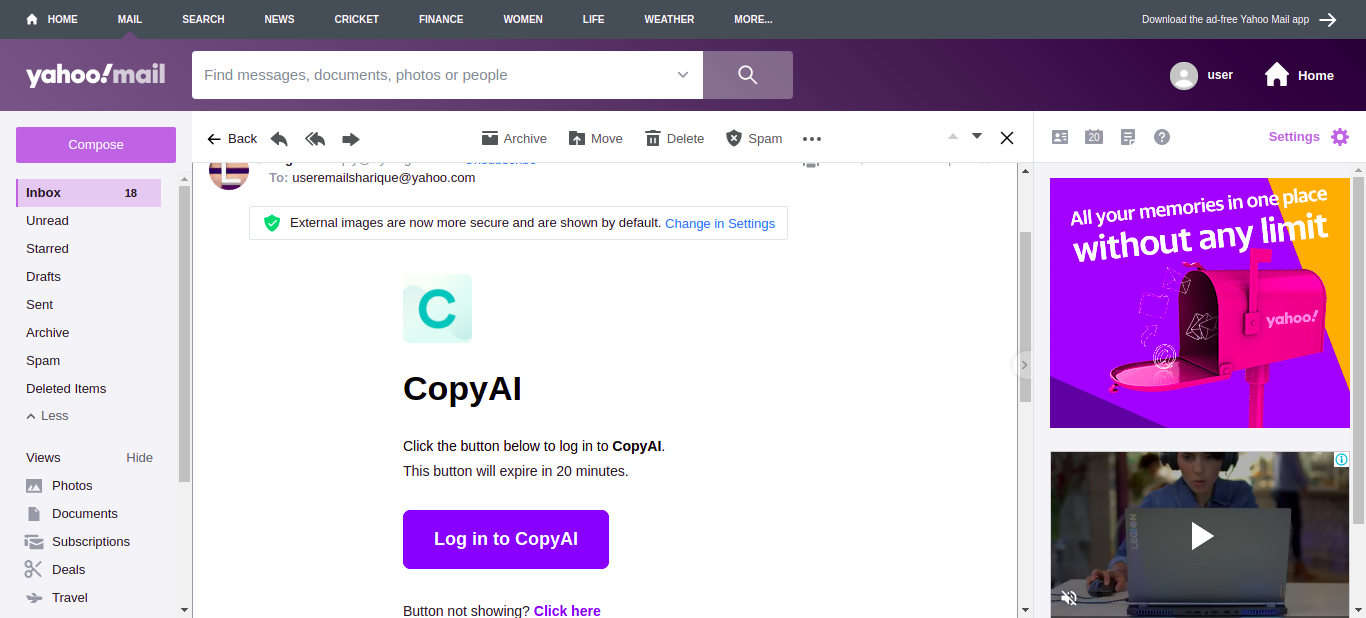 HOME MAIL SEARCH NEWS CRICKET FINANCE WOMEN LIFE WEATHER MORE... Download the ad-free Yahoo Mail app
yahoo!mail Find messages, documents, photos or people user Home
Compose Back Archive Move Delete Spam 20 Settings
To: useremailsharique@yahoo.com
External images are now more secure and are shown by default. Change in Settings
Inbox 18
Unread
Starred
Drafts
Sent
Archive
Spam
Deleted Items
Less
Views Hide
Photos
Documents
Subscriptions
Deals
Travel
C
CopyAI
Click the button below to log in to CopyAI.
This button will expire in 20 minutes.
Log in to CopyAI
Button not showing? Click here
All your memories in one place
without any limit
yahoo!
LEGION